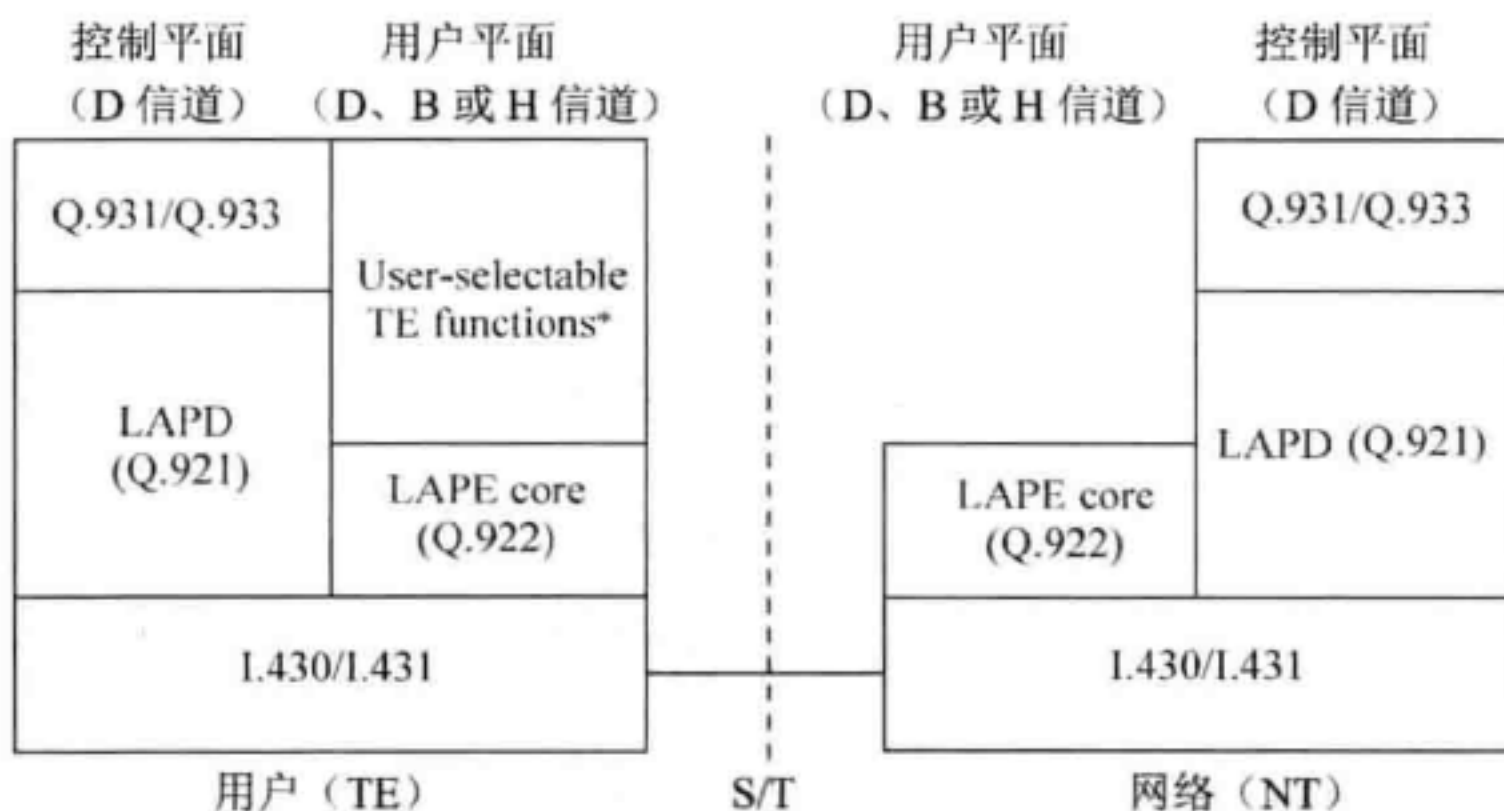 控制平面 用户平面 用户平面 控制平面
（D 信道） （D、B 或 H 信道） （D、B 或 H 信道） （D 信道）
Q.931/Q.933
User-selectable
TE functions*
LAPD
(Q.921)
LAPE core
(Q.922)
I.430/I.431
Q.931/Q.933
LAPD (Q.921)
LAPE core
(Q.922)
I.430/I.431
用户（TE） S/T 网络（NT）